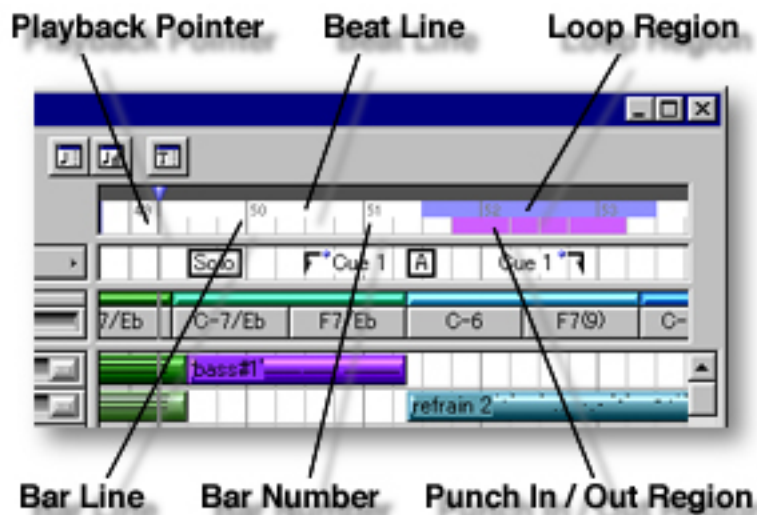 Playback Pointer Beat Line Loop Region
49 50 51 52 53
Solo Cue 1 A Cue 1
7/Eb C-7/Eb F7/Eb C-6 F7(9) C-
bass#1
refrain 2
Bar Line Bar Number Punch In / Out Region